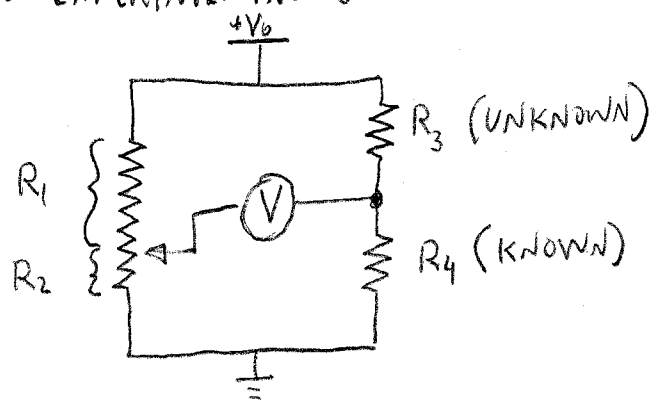 +V₀
R₁
R₂
V
R₃ (UNKNOWN)
R₄ (KNOWN)